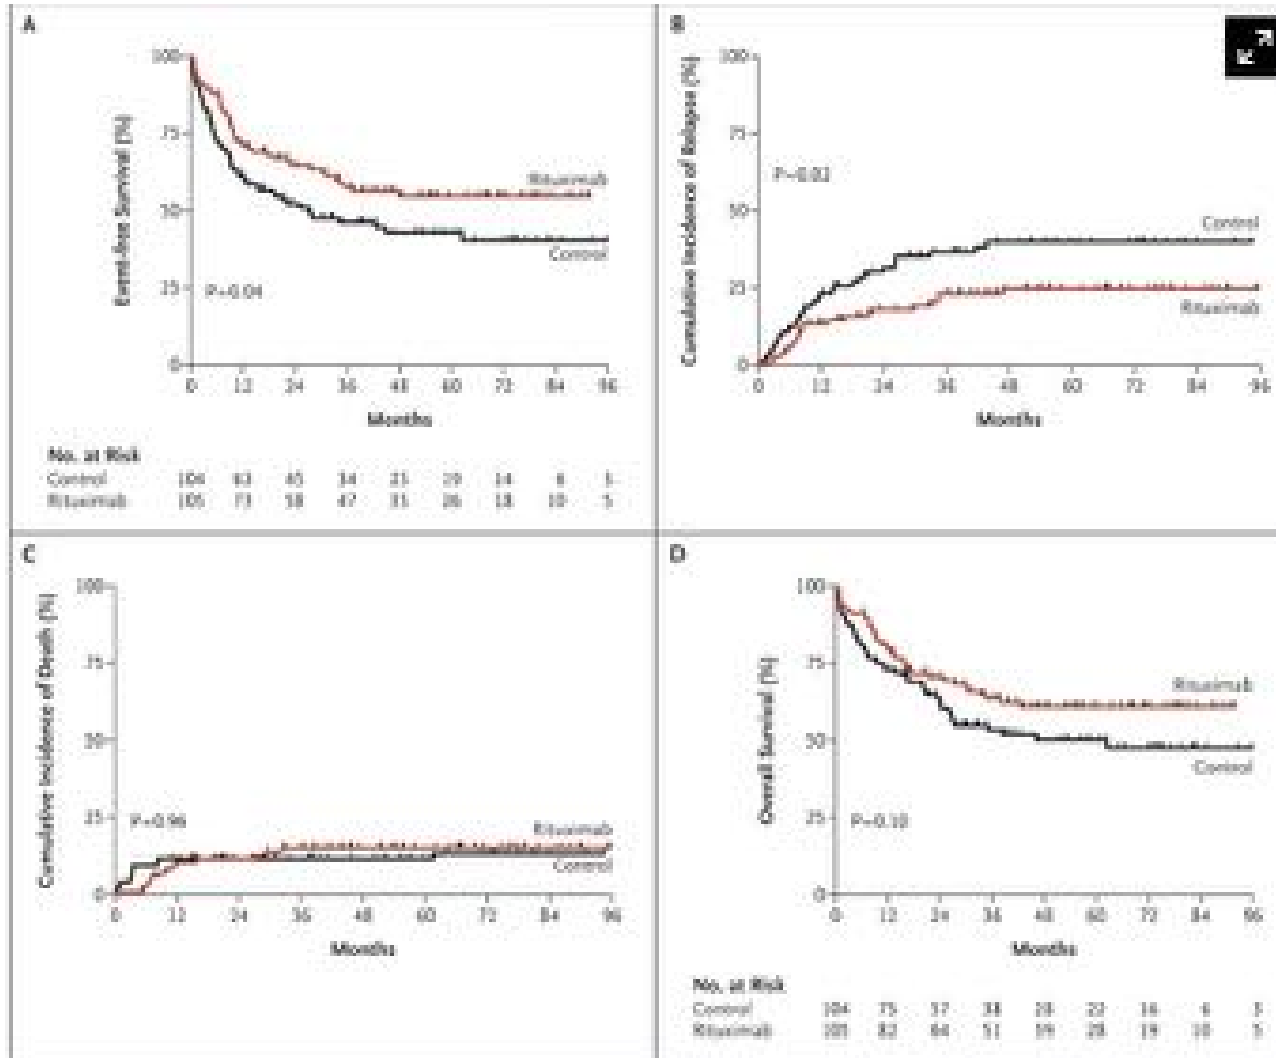 A
Event-free Survival (%)
100
75
50
25
0
Rituximab
Control
P=0.04
0 12 24 36 48 60 72 84 96
Months
No. at Risk
Control 104 63 45 34 19 14 6
Rituximab 105 73 58 47 35 26 18 10 5
B
Cumulative Incidence of Relapse (%)
100
75
50
25
0
P=0.02
Control
Rituximab
0 12 24 36 48 60 72 84 96
Months
C
Cumulative Incidence of Death (%)
100
75
50
25
0
P=0.96
Rituximab
Control
0 12 24 36 48 60 72 84 96
Months
D
Overall Survival (%)
100
75
50
25
0
Rituximab
Control
P=0.10
0 12 24 36 48 60 72 84 96
Months
No. at Risk
Control 104 75 57 38 28 22 16 6
Rituximab 105 82 64 51 39 28 19 10 5